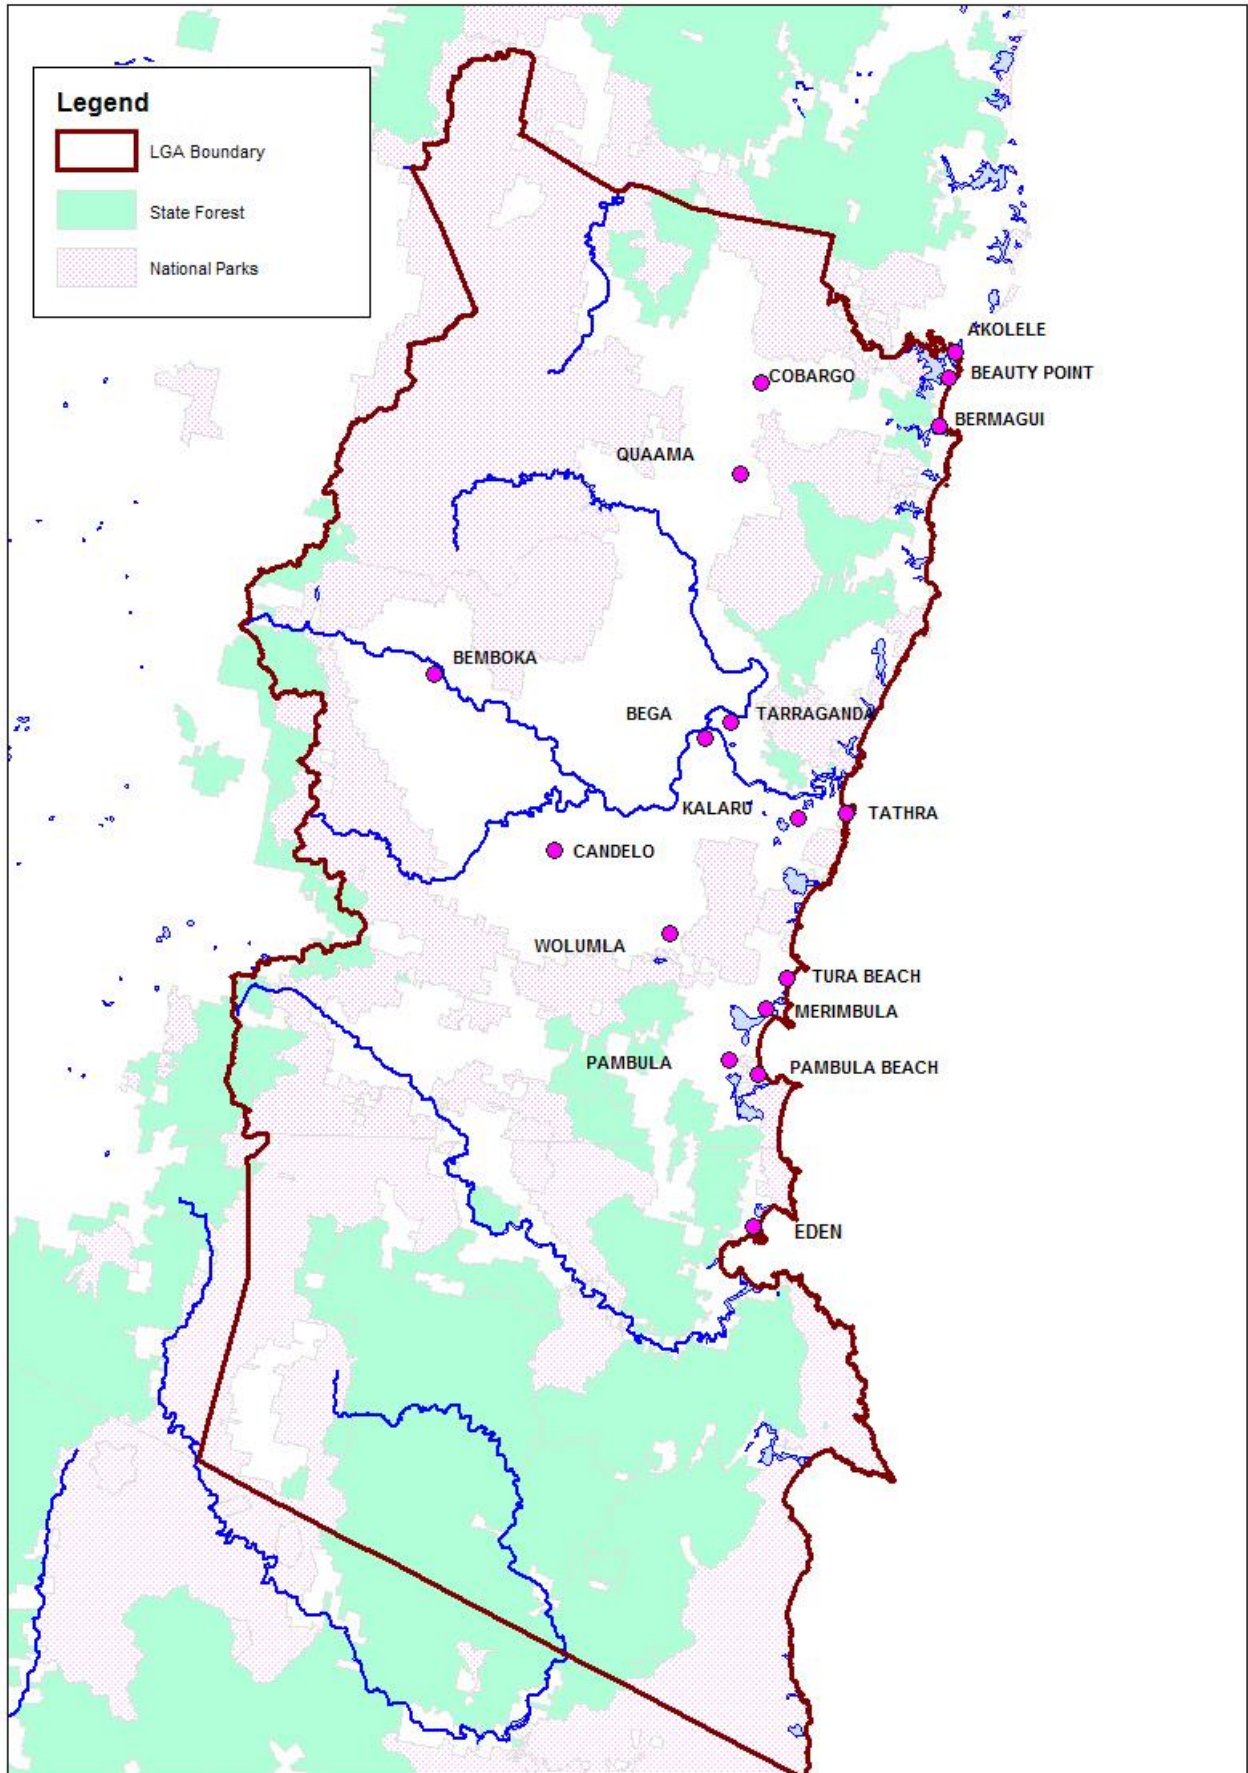 Legend
LGA Boundary
State Forest
National Parks
AKOLELE
COBARGO
BEAUTY POINT
BERMAGUI
QUAAMA
BEMBOKA
BEGA
TARRAGANDA
KALARU
TATHRA
CANDELO
WOLUMLA
TURA BEACH
MERIMBULA
PAMBULA
PAMBULA BEACH
EDEN